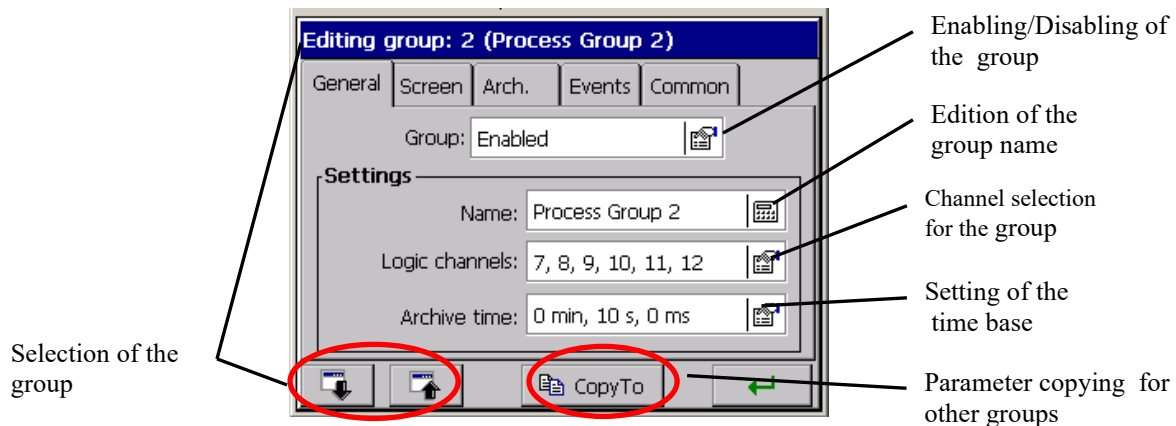 Editing group: 2 (Process Group 2)
General Screen Arch. Events Common
Group: Enabled
Settings
Name: Process Group 2
Logic channels: 7, 8, 9, 10, 11, 12
Archive time: 0 min, 10 s, 0 ms
CopyTo
Selection of the
group
Enabling/Disabling of
the group
Edition of the
group name
Channel selection
for the group
Setting of the
time base
Parameter copying for
other groups